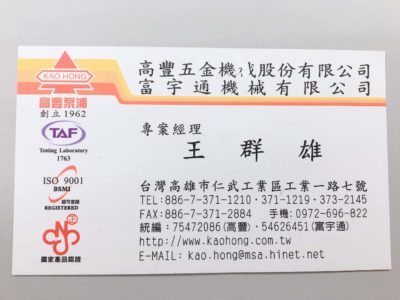 KAO HONG
高豐泵浦
創立1962
TAF
Testing Laboratory
1763
ISO 9001
BSMI
REGISTERED
正
國家產品認證
高豐五金機械股份有限公司
富宇通機械有限公司
專案經理
王群雄
台灣高雄市仁武工業區工業一路七號
TEL:886-7-371-1210, 371-1219, 373-2145
FAX:886-7-371-2884 手機:0972-696-822
統編:75472086(高豐), 54626451(富宇通)
http://www.kaohong.com.tw
E-MAIL: kao.hong@msa.hinet.net